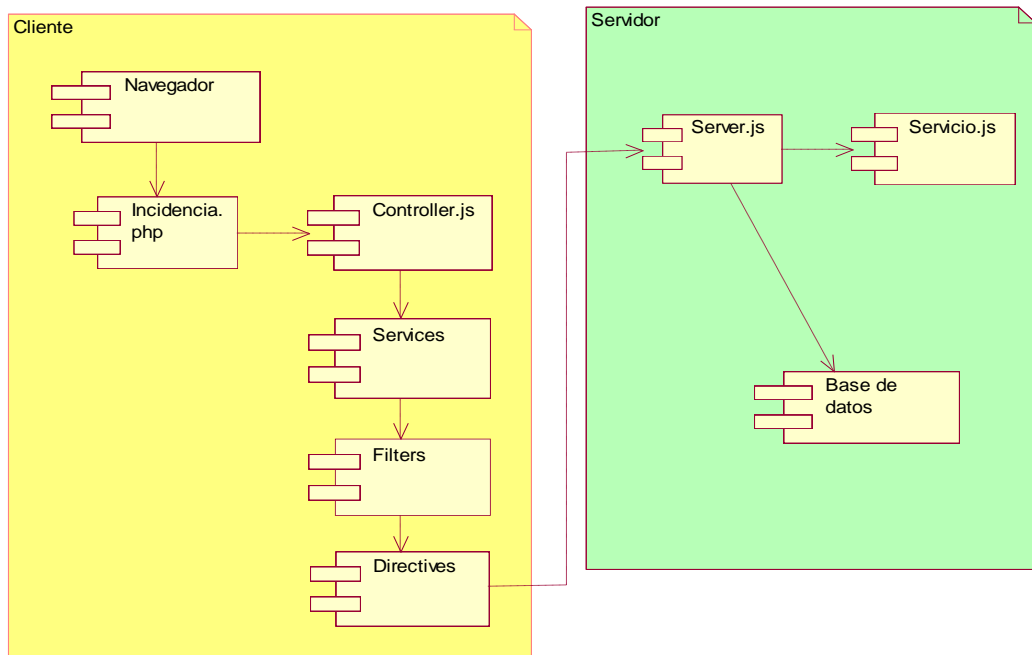 Cliente
Navegador
Incidencia.
php
Controller.js
Services
Filters
Directives
Servidor
Server.js
Servicio.js
Base de
datos